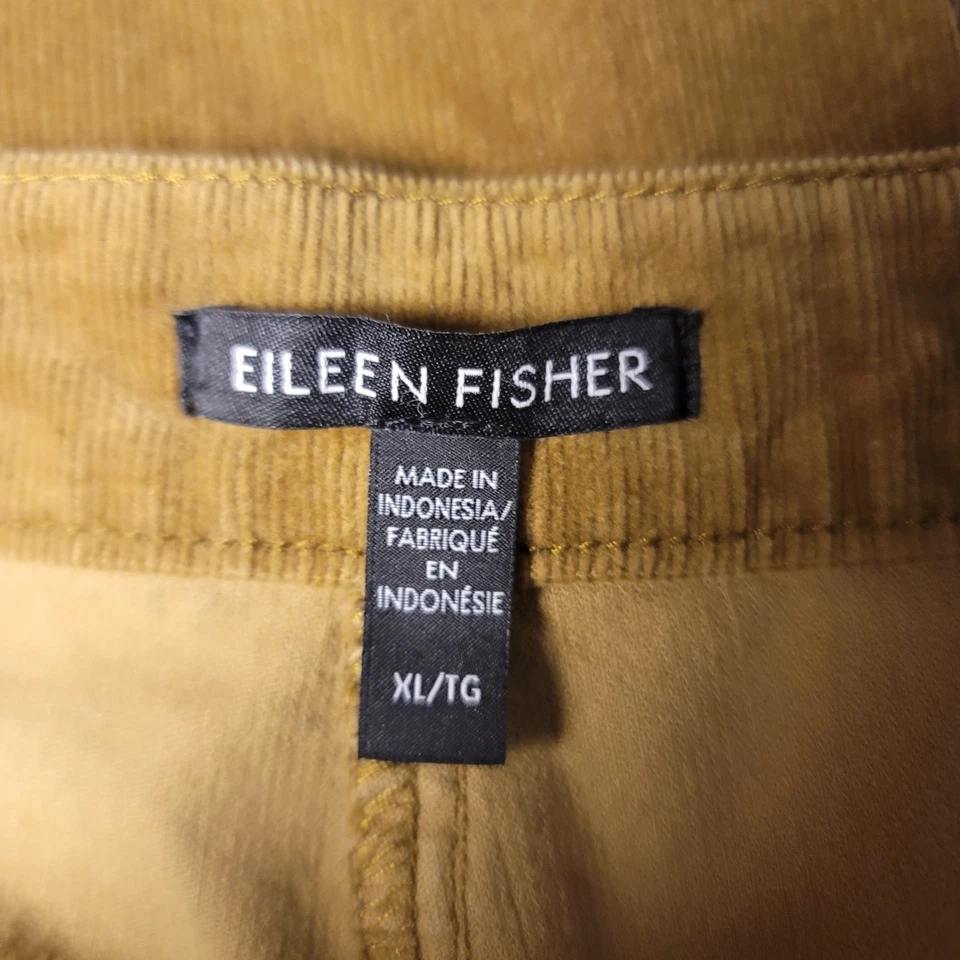 EILEEN FISHER
MADE IN
INDONESIA/
FABRIQUÉ
EN
INDONÉSIE
XL/TG